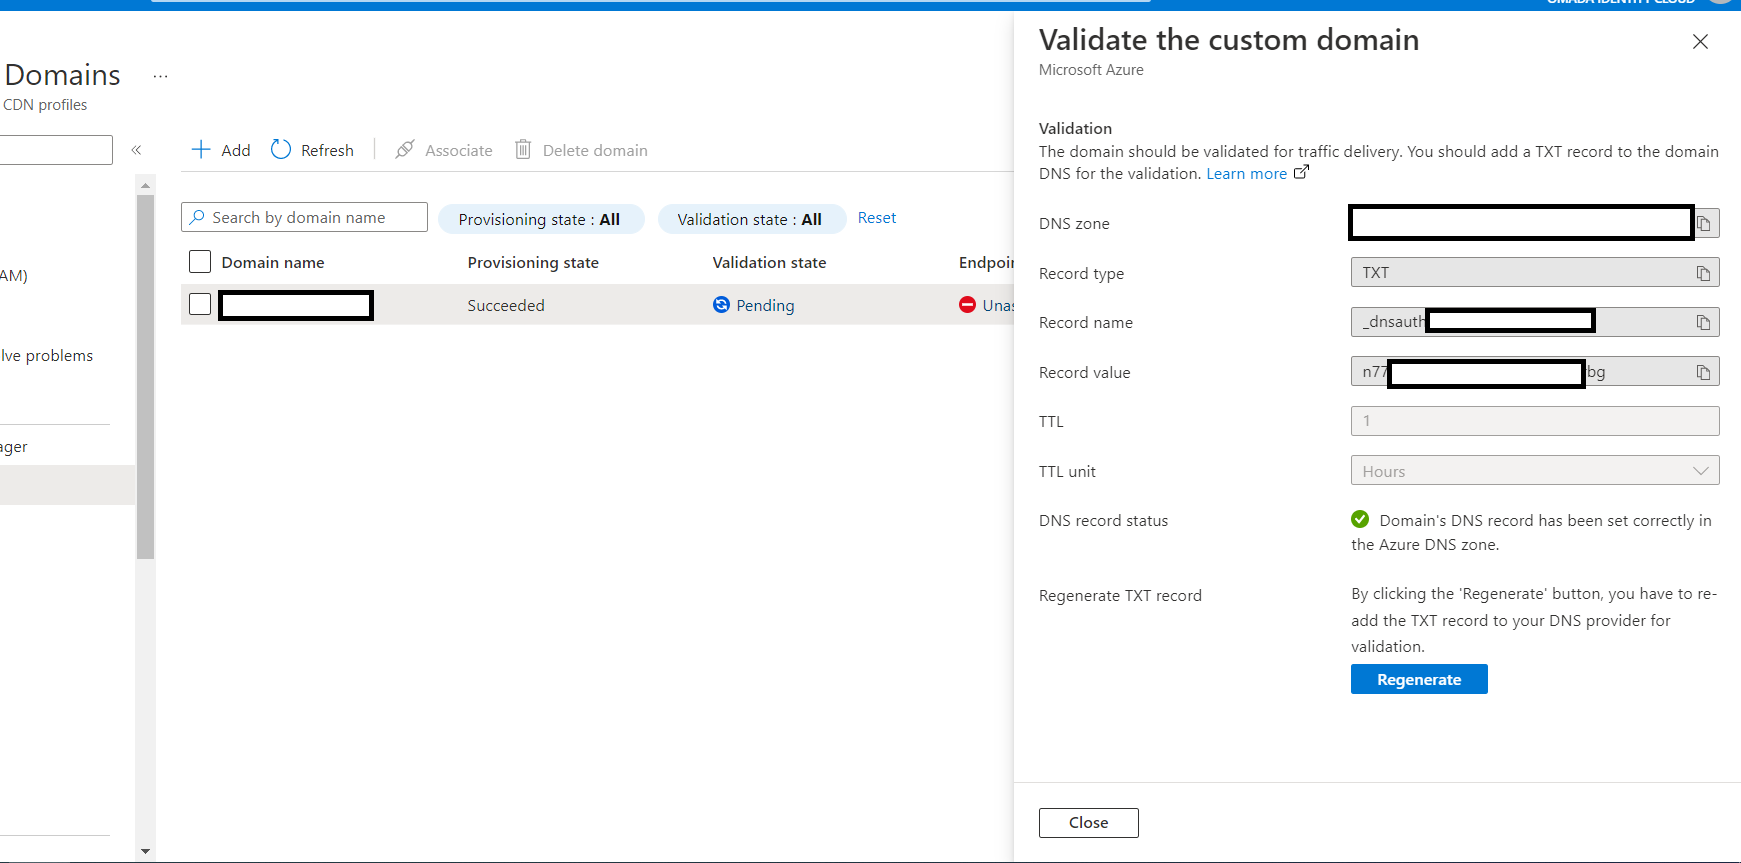 Domains
...
CDN profiles
«
Add
Refresh
Associate
Delete domain
Search by domain name
Provisioning state : All
Validation state : All
Reset
Domain name
Provisioning state
Validation state
Endpoin
Succeeded
Pending
Unas
AM)
lve problems
ager
Validate the custom domain
Microsoft Azure
Validation
The domain should be validated for traffic delivery. You should add a TXT record to the domain
DNS for the validation. Learn more
DNS zone
Record type
TXT
Record name
_dnsauth
Record value
n77
bg
TTL
1
TTL unit
Hours
DNS record status
Domain's DNS record has been set correctly in
the Azure DNS zone.
Regenerate TXT record
By clicking the 'Regenerate' button, you have to re-
add the TXT record to your DNS provider for
validation.
Regenerate
Close